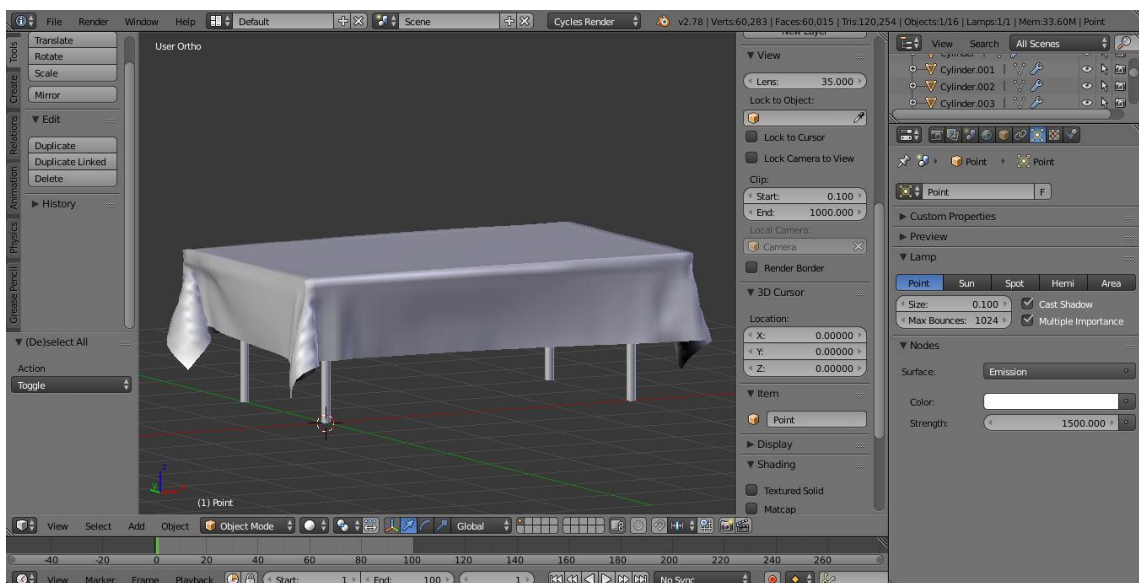 File Render Window Help Default Scene Cycles Render v2.78 | Verts:60,283 | Faces:60,015 | Tris:120,254 | Objects:1/16 | Lamps:1/1 | Mem:33.60M | Point
Tools
Create
Relations
Animation
Physics
Grease Pencil
Translate
Rotate
Scale
Mirror
Edit
Duplicate
Duplicate Linked
Delete
History
(De)select All
Action
Toggle
User Ortho
(1) Point
New Layer
View
Lens: 35.000
Lock to Object:
Lock to Cursor
Lock Camera to View
Clip:
Start: 0.100
End: 1000.000
Local Camera:
Camera
Render Border
3D Cursor
Location:
X: 0.00000
Y: 0.00000
Z: 0.00000
Item
Point
Display
Shading
Textured Solid
Matcap
View Search All Scenes
Cylinder.001
Cylinder.002
Cylinder.003
Point Point
Point F
Custom Properties
Preview
Lamp
Point Sun Spot Hemi Area
Size: 0.100 Cast Shadow
Max Bounces: 1024 Multiple Importance
Nodes
Surface: Emission
Color:
Strength: 1500.000
View Select Add Object Object Mode Global
-40 -20 0 20 40 60 80 100 120 140 160 180 200 220 240 260
View Marker Frame Playback Start: 1 End: 100 1 No Sync